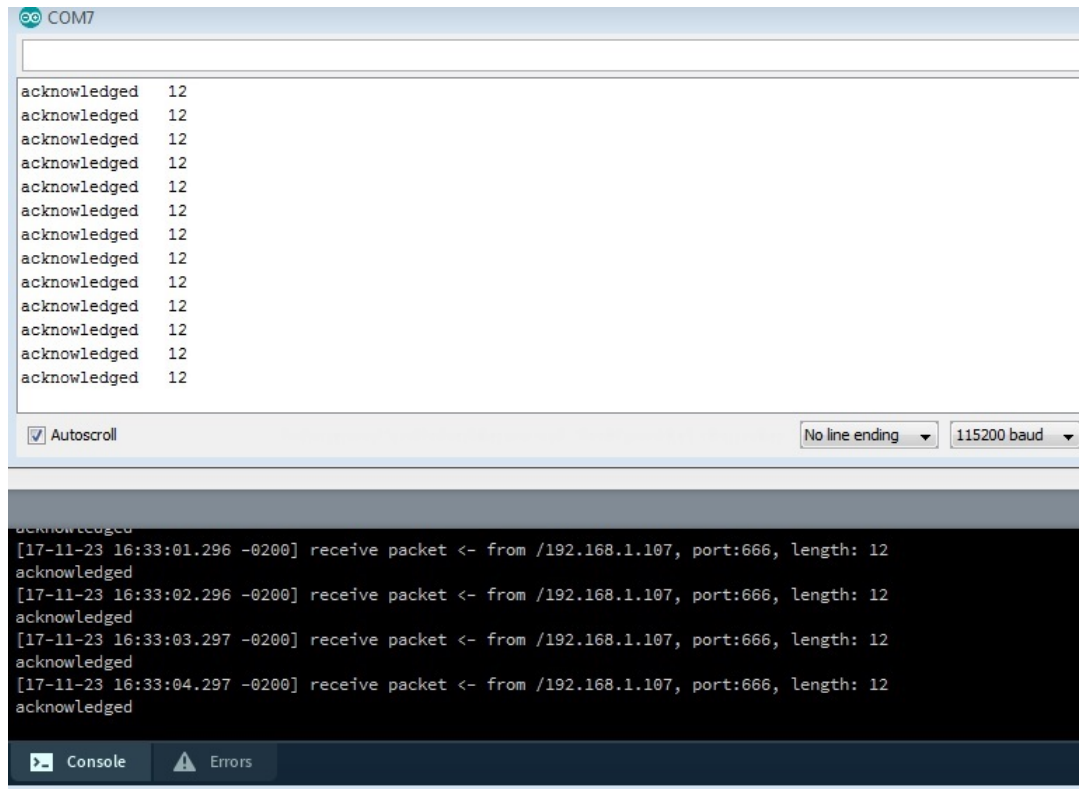 COM7
acknowledged 12
acknowledged 12
acknowledged 12
acknowledged 12
acknowledged 12
acknowledged 12
acknowledged 12
acknowledged 12
acknowledged 12
acknowledged 12
acknowledged 12
acknowledged 12
acknowledged 12
Autoscroll
No line ending
115200 baud
acknowledged
[17-11-23 16:33:01.296 -0200] receive packet <- from /192.168.1.107, port:666, length: 12
acknowledged
[17-11-23 16:33:02.296 -0200] receive packet <- from /192.168.1.107, port:666, length: 12
acknowledged
[17-11-23 16:33:03.297 -0200] receive packet <- from /192.168.1.107, port:666, length: 12
acknowledged
[17-11-23 16:33:04.297 -0200] receive packet <- from /192.168.1.107, port:666, length: 12
acknowledged
>_ Console
Errors